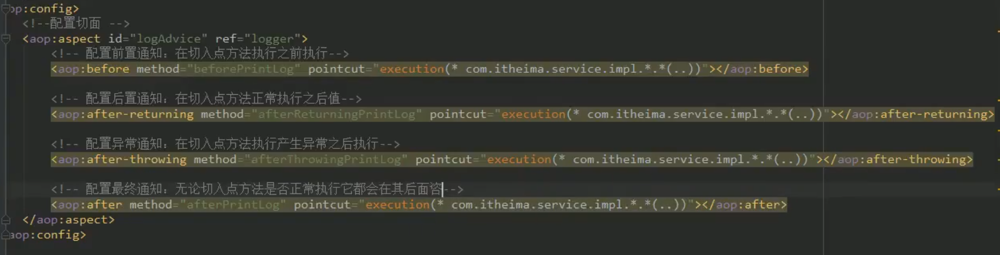 op:config>
<!--配置切面 -->
<aop:aspect id="logAdvice" ref="logger">
<!-- 配置前置通知：在切入点方法执行之前执行-->
<aop:before method="beforePrintLog" pointcut="execution(* com.itheima.service.impl.*.*(..))"></aop:before>
<!-- 配置后置通知：在切入点方法正常执行之后值-->
<aop:after-returning method="afterReturningPrintLog" pointcut="execution(* com.itheima.service.impl.*.*(..))"></aop:after-returning>
<!-- 配置异常通知：在切入点方法执行产生异常之后执行-->
<aop:after-throwing method="afterThrowingPrintLog" pointcut="execution(* com.itheima.service.impl.*.*(..))"></aop:after-throwing>
<!-- 配置最终通知：无论切入点方法是否正常执行它都会在其后面咨-->
<aop:after method="afterPrintLog" pointcut="execution(* com.itheima.service.impl.*.*(..))"></aop:after>
</aop:aspect>
aop:config>